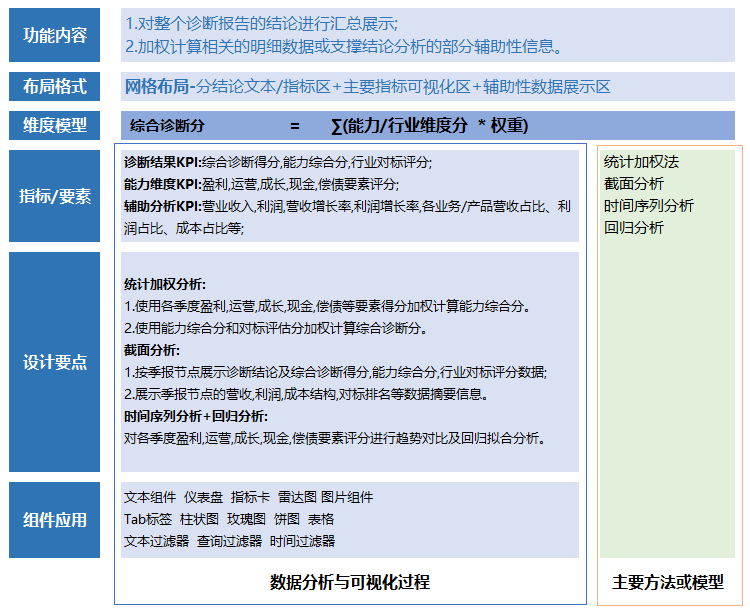 功能内容
1.对整个诊断报告的结论进行汇总展示;
2.加权计算相关的明细数据或支撑结论分析的部分辅助性信息。
布局格式
网格布局-分结论文本/指标区+主要指标可视化区+辅助性数据展示区
维度模型
综合诊断分 = ∑(能力/行业维度分 * 权重)
指标/要素
诊断结果KPI:综合诊断得分,能力综合分,行业对标评分;
能力维度KPI:盈利,运营,成长,现金,偿债要素评分;
辅助分析KPI:营业收入,利润,营收增长率,利润增长率,各业务/产品营收占比、利
润占比、成本占比等;
设计要点
统计加权分析:
1.使用各季度盈利,运营,成长,现金,偿债等要素得分加权计算能力综合分。
2.使用能力综合分和对标评估分加权计算综合诊断分。
截面分析:
1.按季报节点展示诊断结论及综合诊断得分,能力综合分,行业对标评分数据;
2.展示季报节点的营收,利润,成本结构,对标排名等数据摘要信息。
时间序列分析+回归分析:
对各季度盈利,运营,成长,现金,偿债要素评分进行趋势对比及回归拟合分析。
组件应用
文本组件 仪表盘 指标卡 雷达图 图片组件
Tab标签 柱状图 玫瑰图 饼图 表格
文本过滤器 查询过滤器 时间过滤器
数据分析与可视化过程
统计加权法
截面分析
时间序列分析
回归分析
主要方法或模型